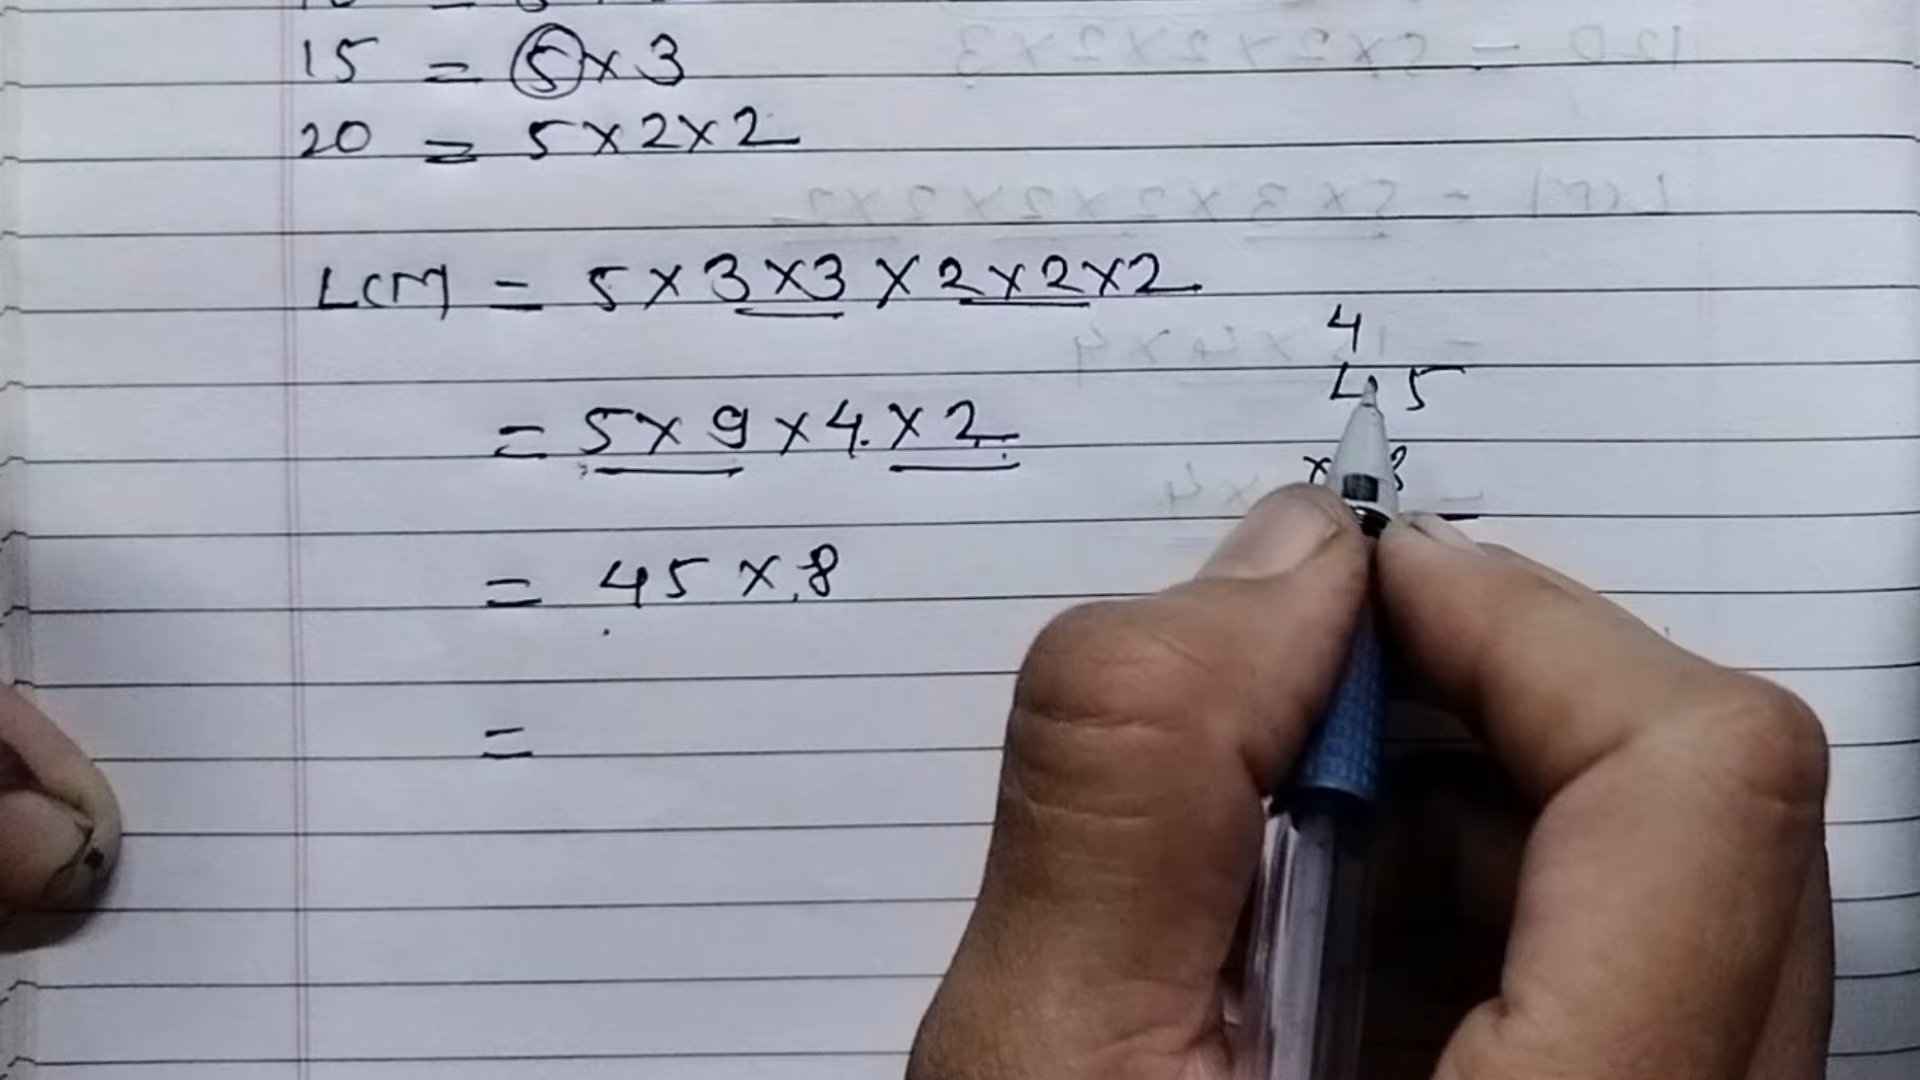 15 = 5 × 3
20 = 5 × 2 × 2
LCM = 5 × 3 × 3 × 2 × 2 × 2
= 5 × 9 × 4 × 2
= 45 × 8
=
4
45
× 8